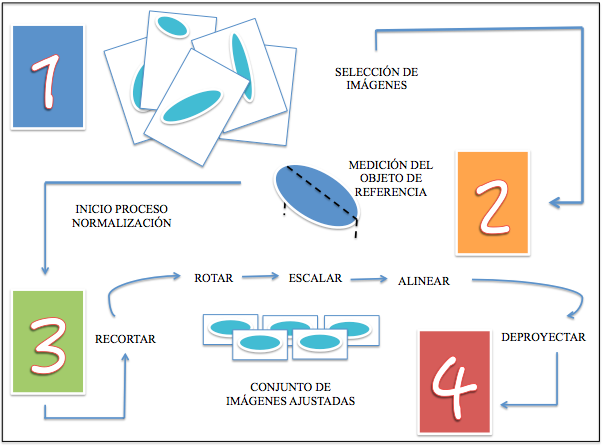 1
SELECCIÓN DE
IMÁGENES
MEDICIÓN DEL
OBJETO DE
REFERENCIA
2
INICIO PROCESO
NORMALIZACIÓN
3
RECORTAR
ROTAR
ESCALAR
ALINEAR
DEPROYECTAR
4
CONJUNTO DE
IMÁGENES AJUSTADAS